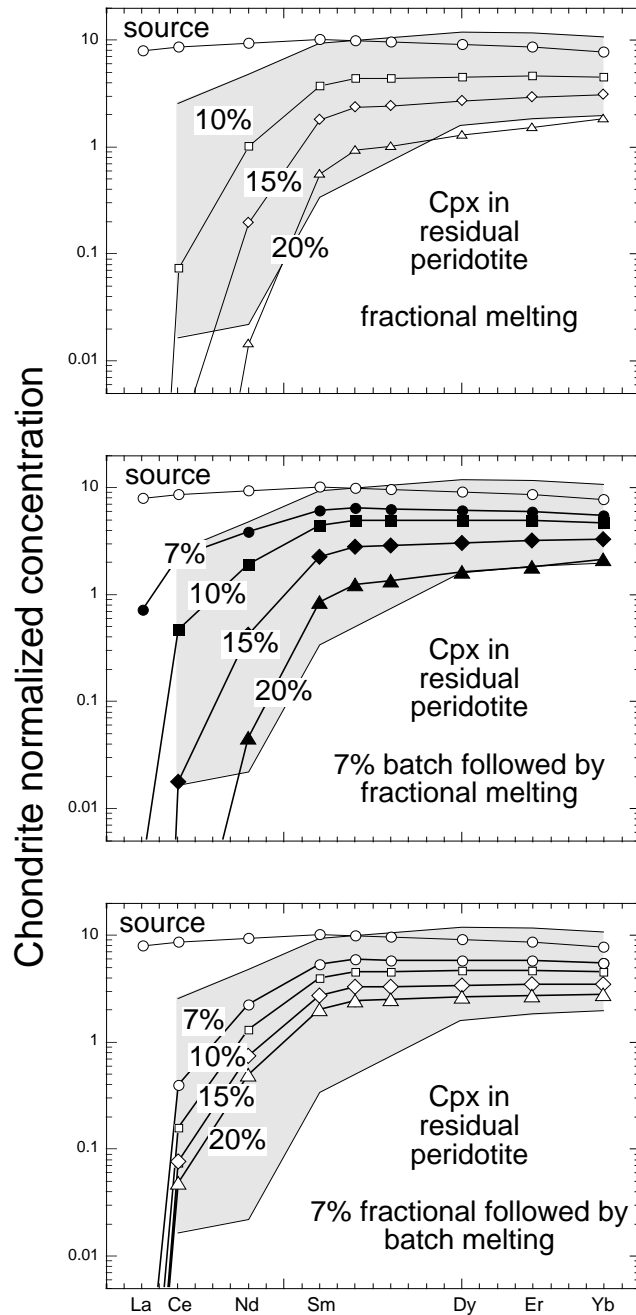 Chondrite normalized concentration
source
10
1
0.1
0.01
10%
15%
20%
Cpx in
residual
peridotite
fractional melting
source
10
1
0.1
0.01
7%
10%
15%
20%
Cpx in
residual
peridotite
7% batch followed by
fractional melting
source
10
1
0.1
0.01
7%
10%
15%
20%
Cpx in
residual
peridotite
7% fractional followed by
batch melting
La Ce Nd Sm Dy Er Yb